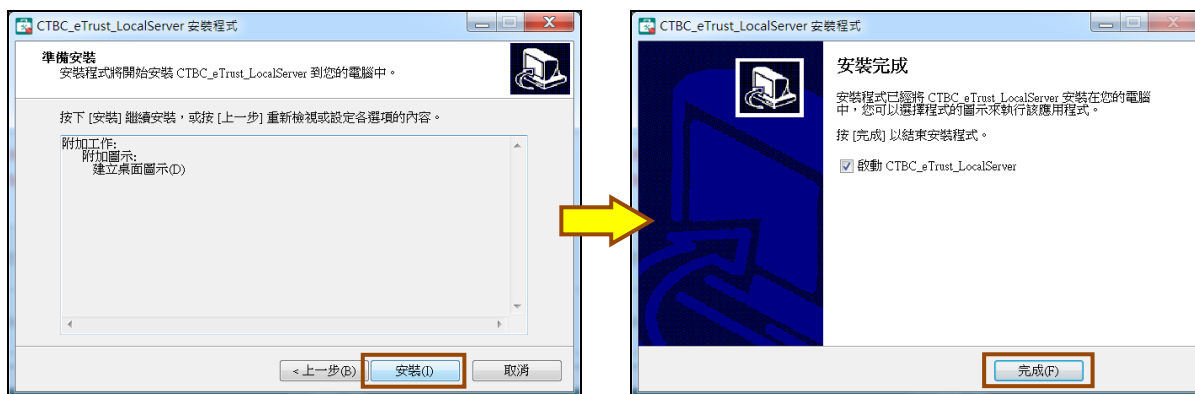 CTBC_eTrust_LocalServer 安裝程式
準備安裝
安裝程式將開始安裝 CTBC_eTrust_LocalServer 到您的電腦中。
按下 [安裝] 繼續安裝，或按 [上一步] 重新檢視或設定各選項的內容。
附加工作:
附加圖示:
建立桌面圖示(D)
<上一步(B)
安裝(I)
取消
CTBC_eTrust_LocalServer 安裝程式
安裝完成
安裝程式已經將 CTBC_eTrust_LocalServer 安裝在您的電腦
中，您可以選擇程式的圖示來執行該應用程式。
按 [完成] 以結束安裝程式。
啟動 CTBC_eTrust_LocalServer
完成(F)